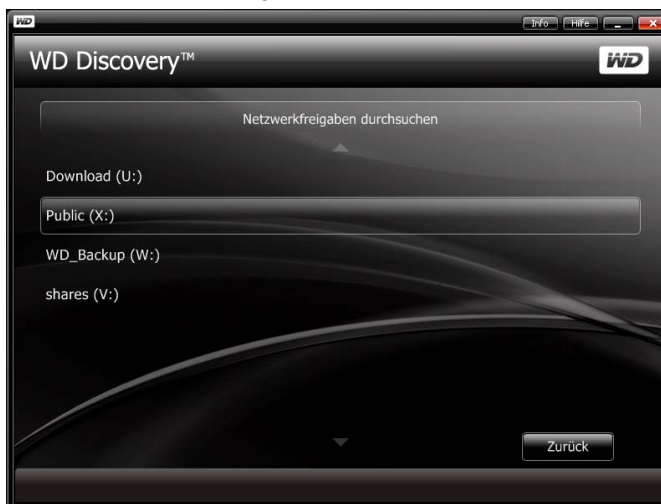 WD
Info Hilfe
WD Discovery™
WD
Netzwerkfreigaben durchsuchen
Download (U:)
Public (X:)
WD_Backup (W:)
shares (V:)
Zurück